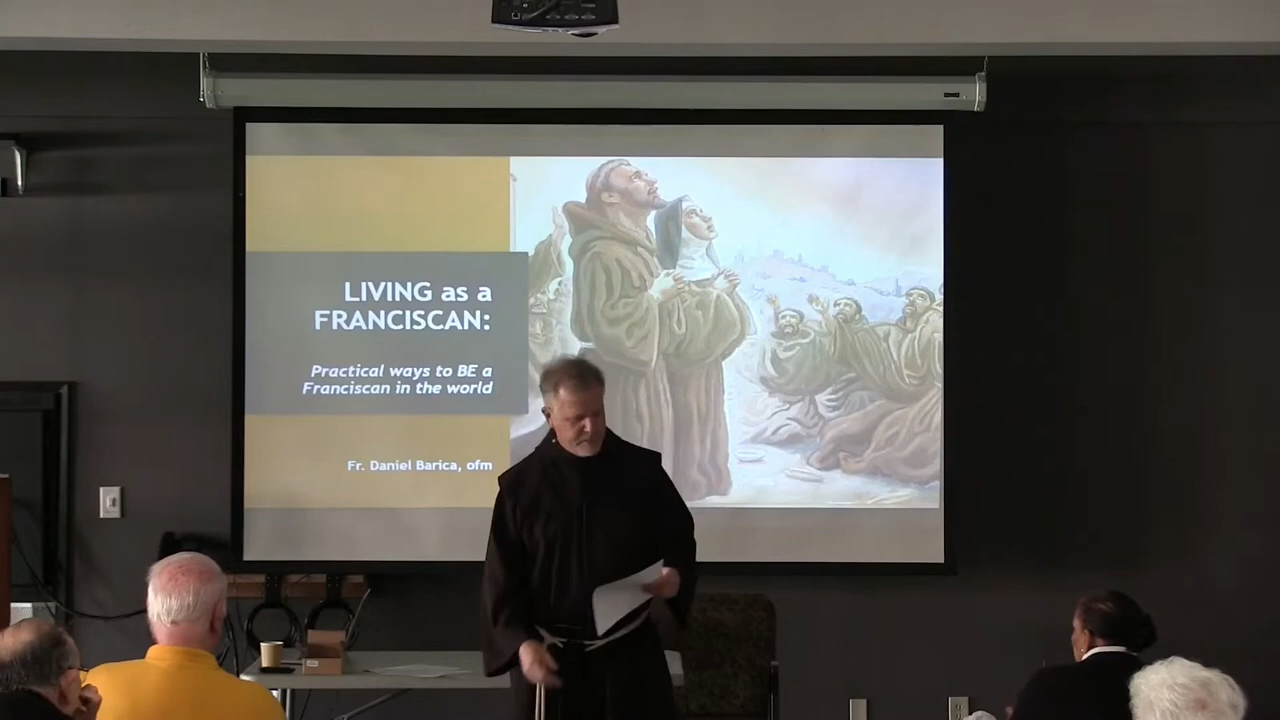 LIVING as a
FRANCISCAN:
Practical ways to BE a
Franciscan in the world
Fr. Daniel Barica, ofm